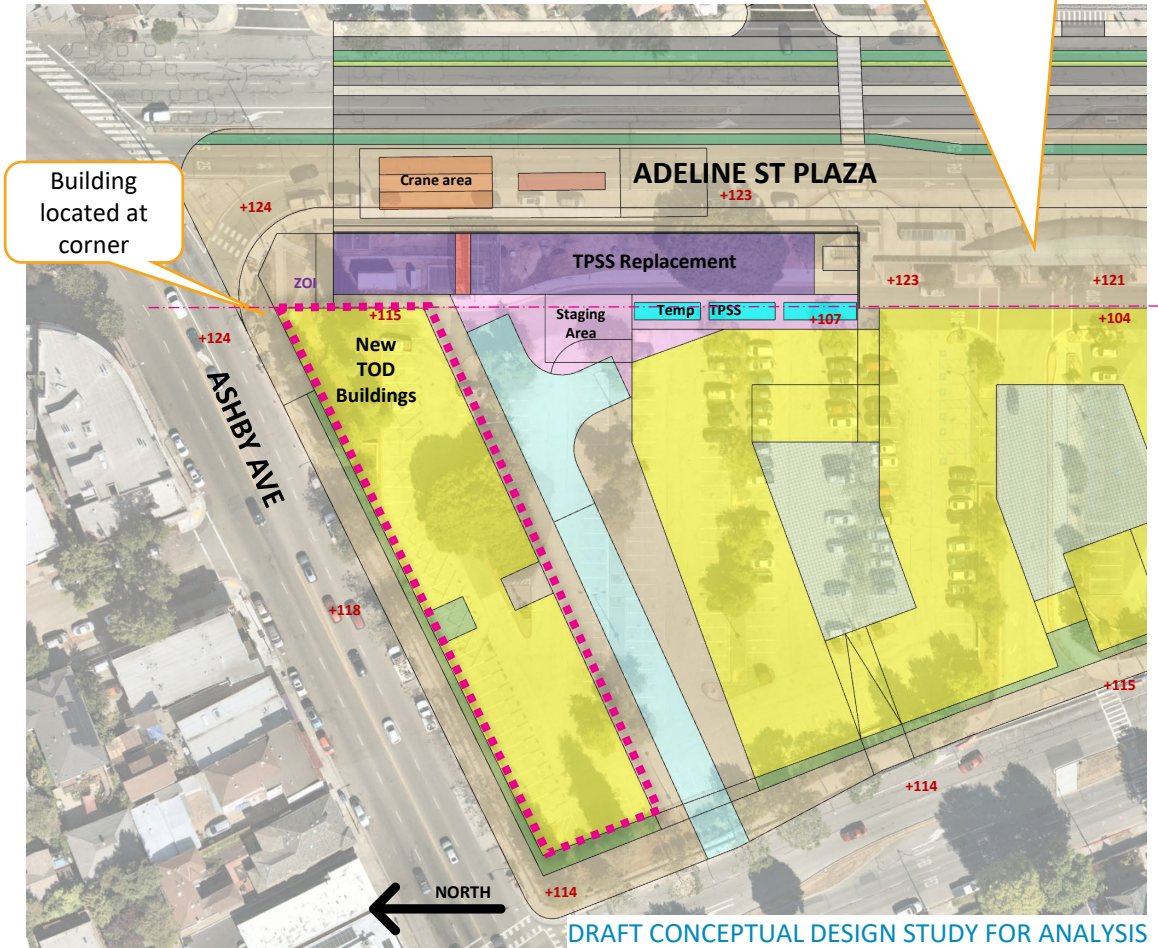 ADELINE ST PLAZA
Crane area
+123
Building
located at
corner
+124
TPSS Replacement
ZOI
+123
+121
+115
Staging
Area
Temp TPSS
+107
+104
+124
New
TOD
Buildings
ASHBY AVE
+118
+115
+114
+114
NORTH
DRAFT CONCEPTUAL DESIGN STUDY FOR ANALYSIS